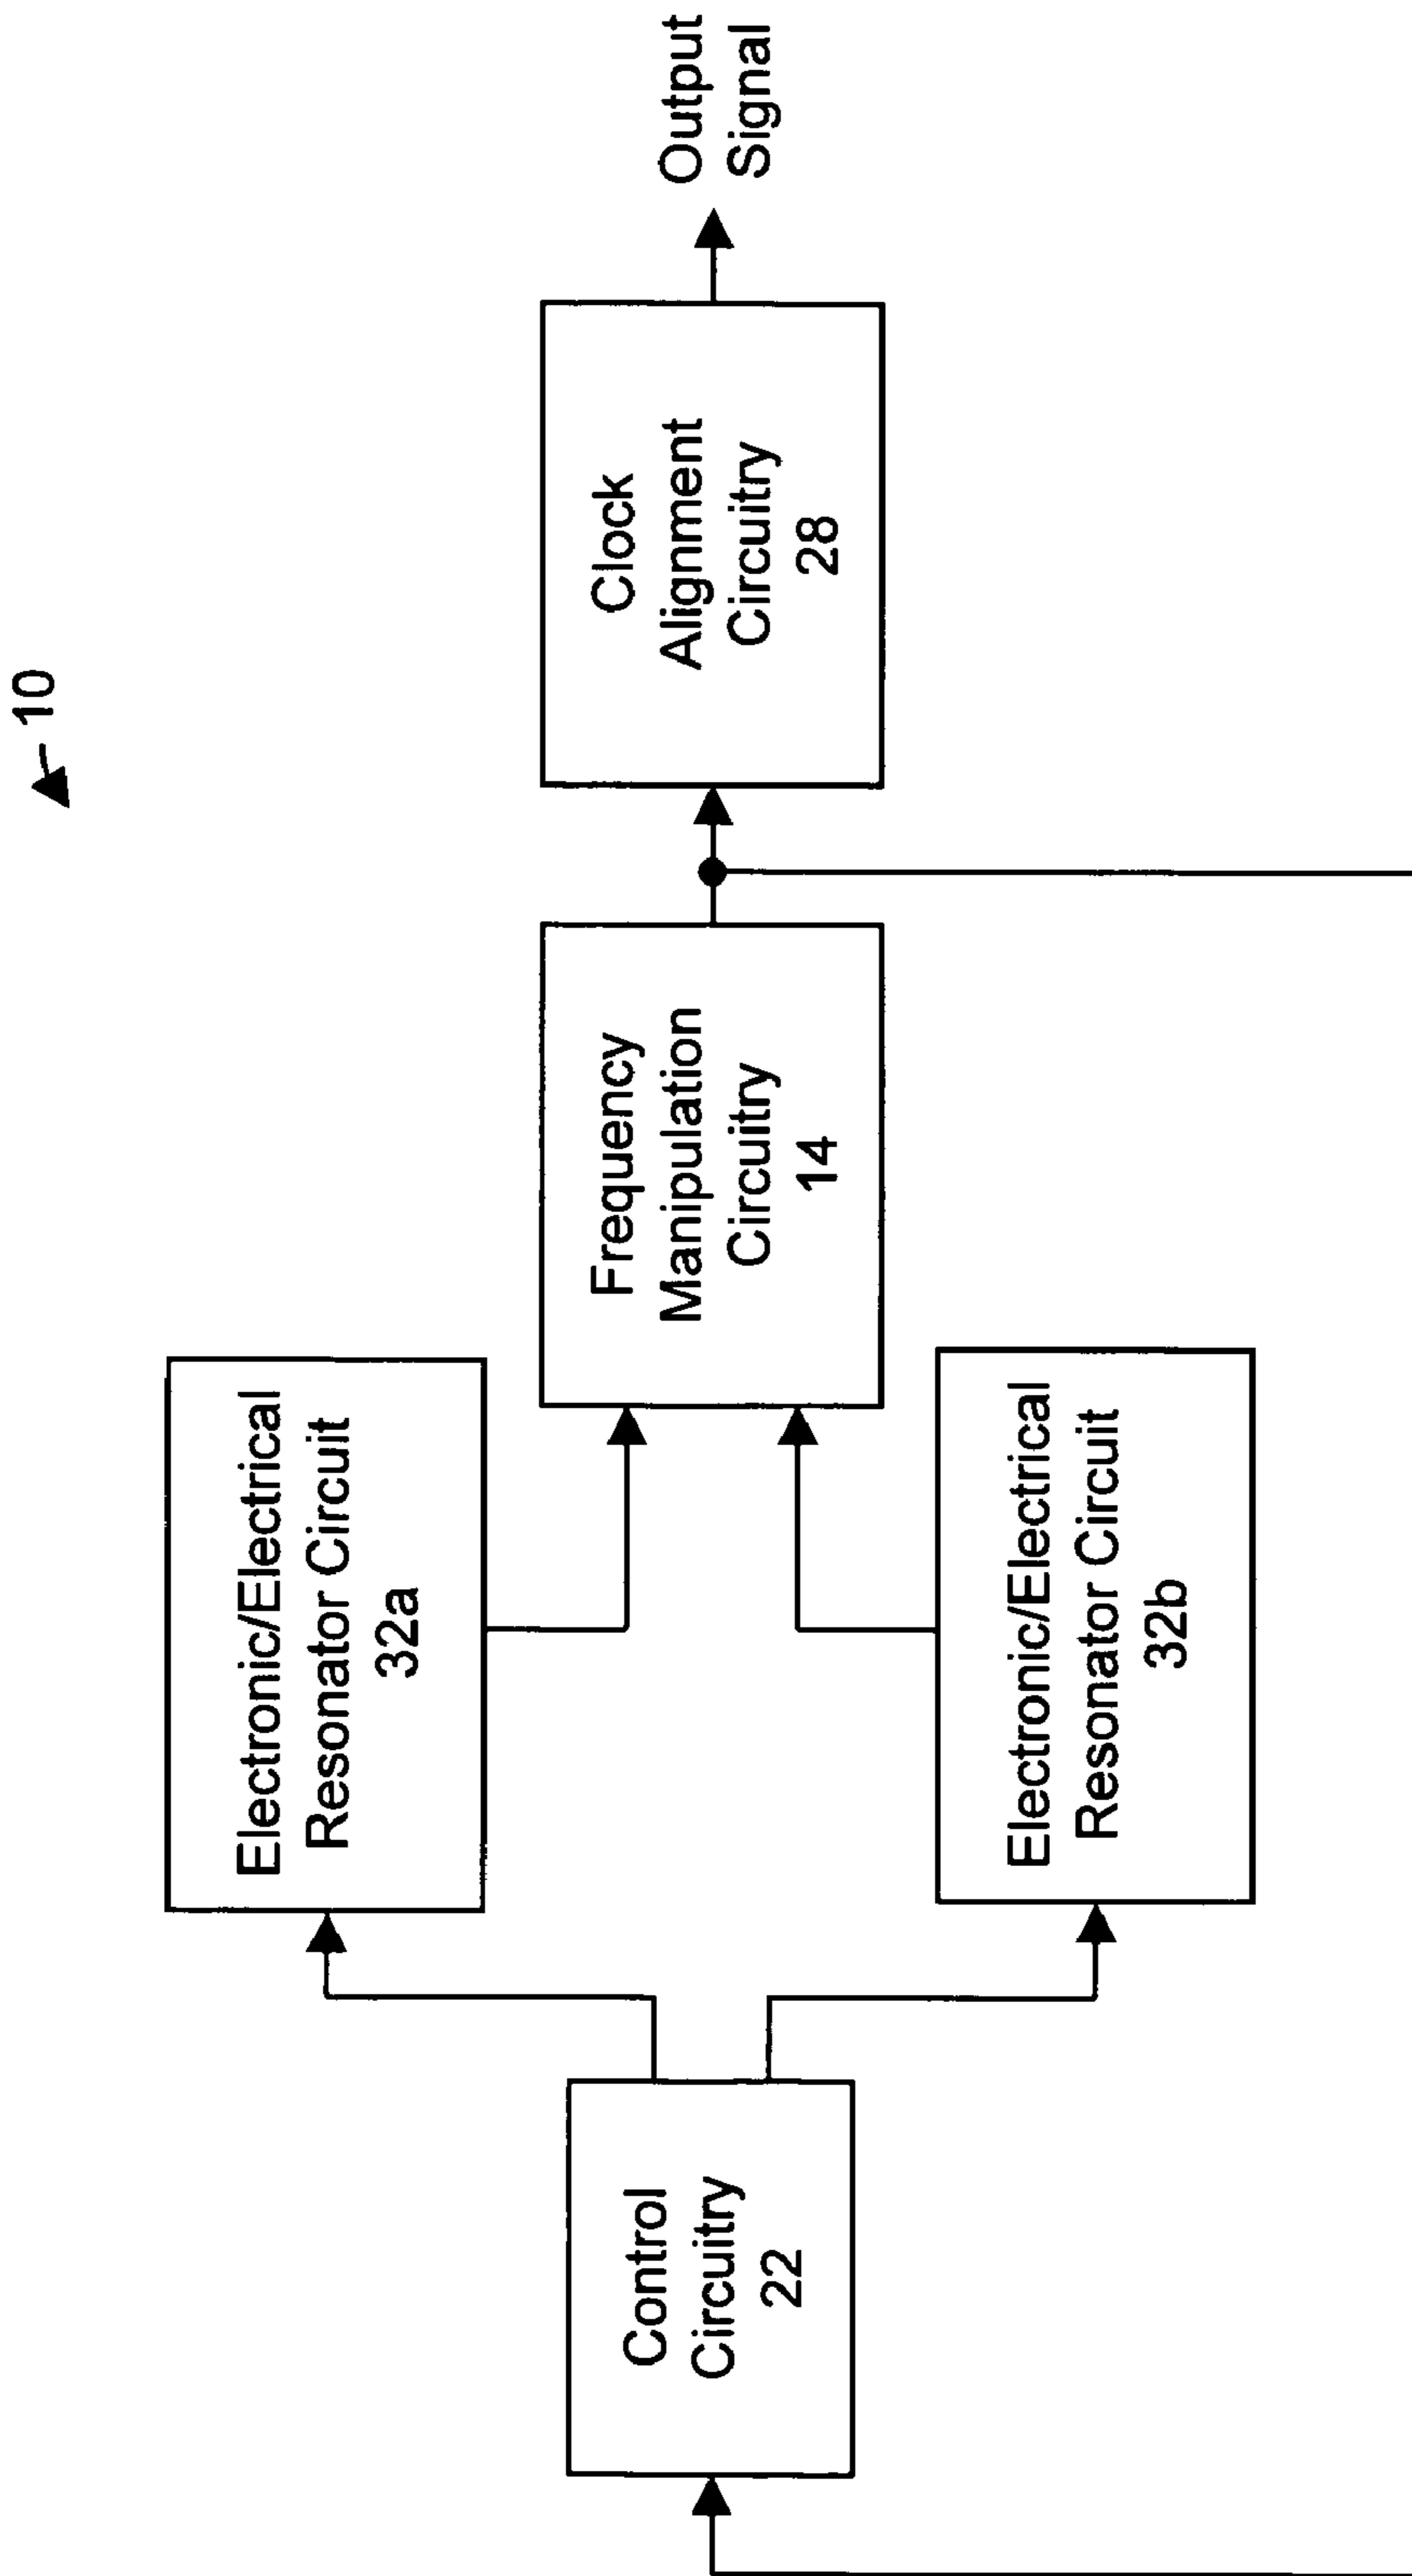 10
Electronic/Electrical
Resonator Circuit
32a
Control
Circuitry
22
Frequency
Manipulation
Circuitry
14
Clock
Alignment
Circuitry
28
Output
Signal
Electronic/Electrical
Resonator Circuit
32b